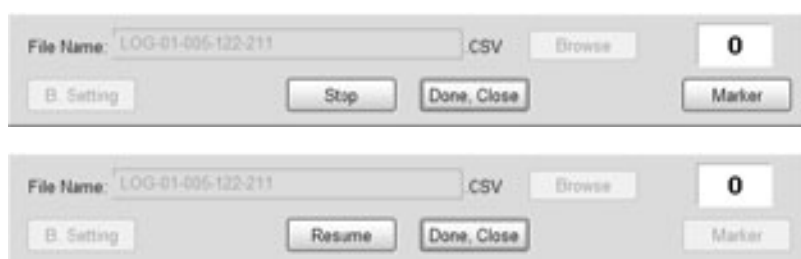 File Name: LOG-01-005-122-211 .CSV Browse 0
B. Setting Stop Done, Close Marker
File Name: LOG-01-005-122-211 .CSV Browse 0
B. Setting Resume Done, Close Marker